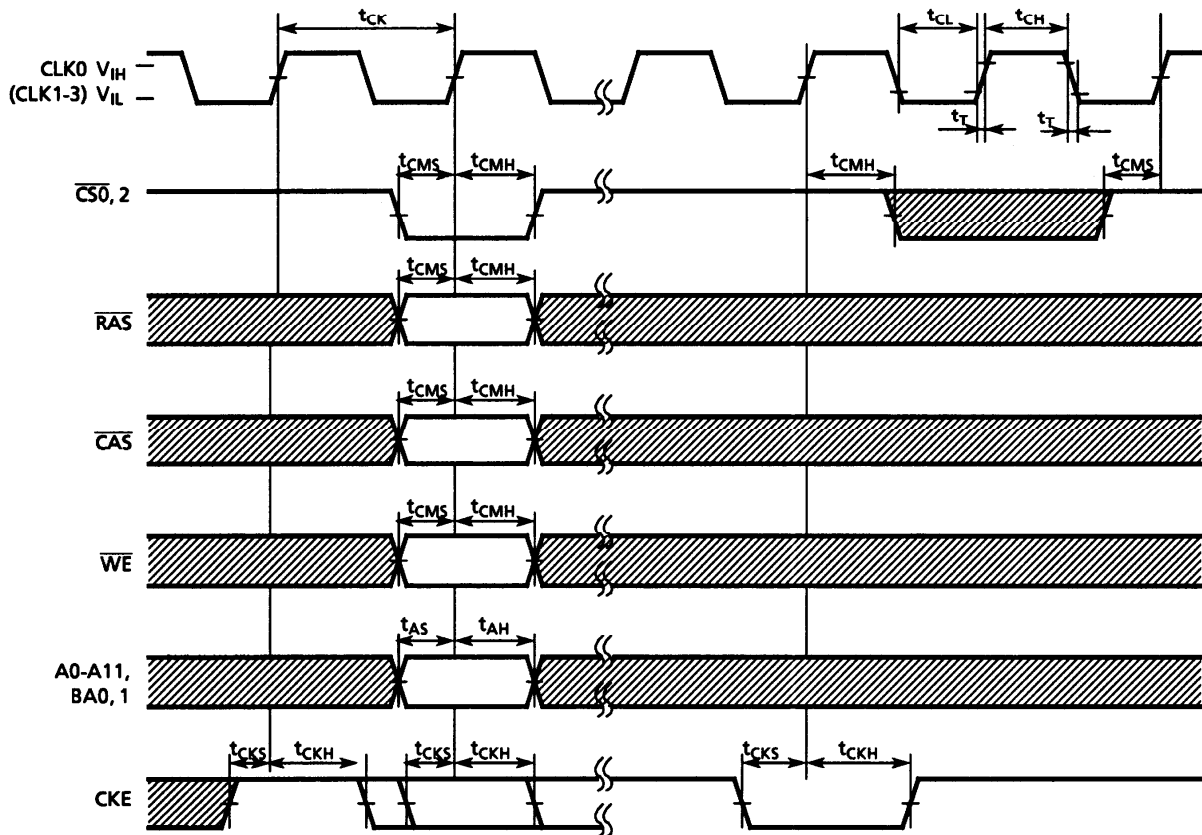 tCK tCL tCH
CLK0 VIH
(CLK1-3) VIL
tT tT
tCMS tCMH tCMH tCMS
CS0, 2
tCMS tCMH
RAS
tCMS tCMH
CAS
tCMS tCMH
WE
tAS tAH
A0-A11,
BA0, 1
tCKS tCKH tCKS tCKH tCKS tCKH
CKE